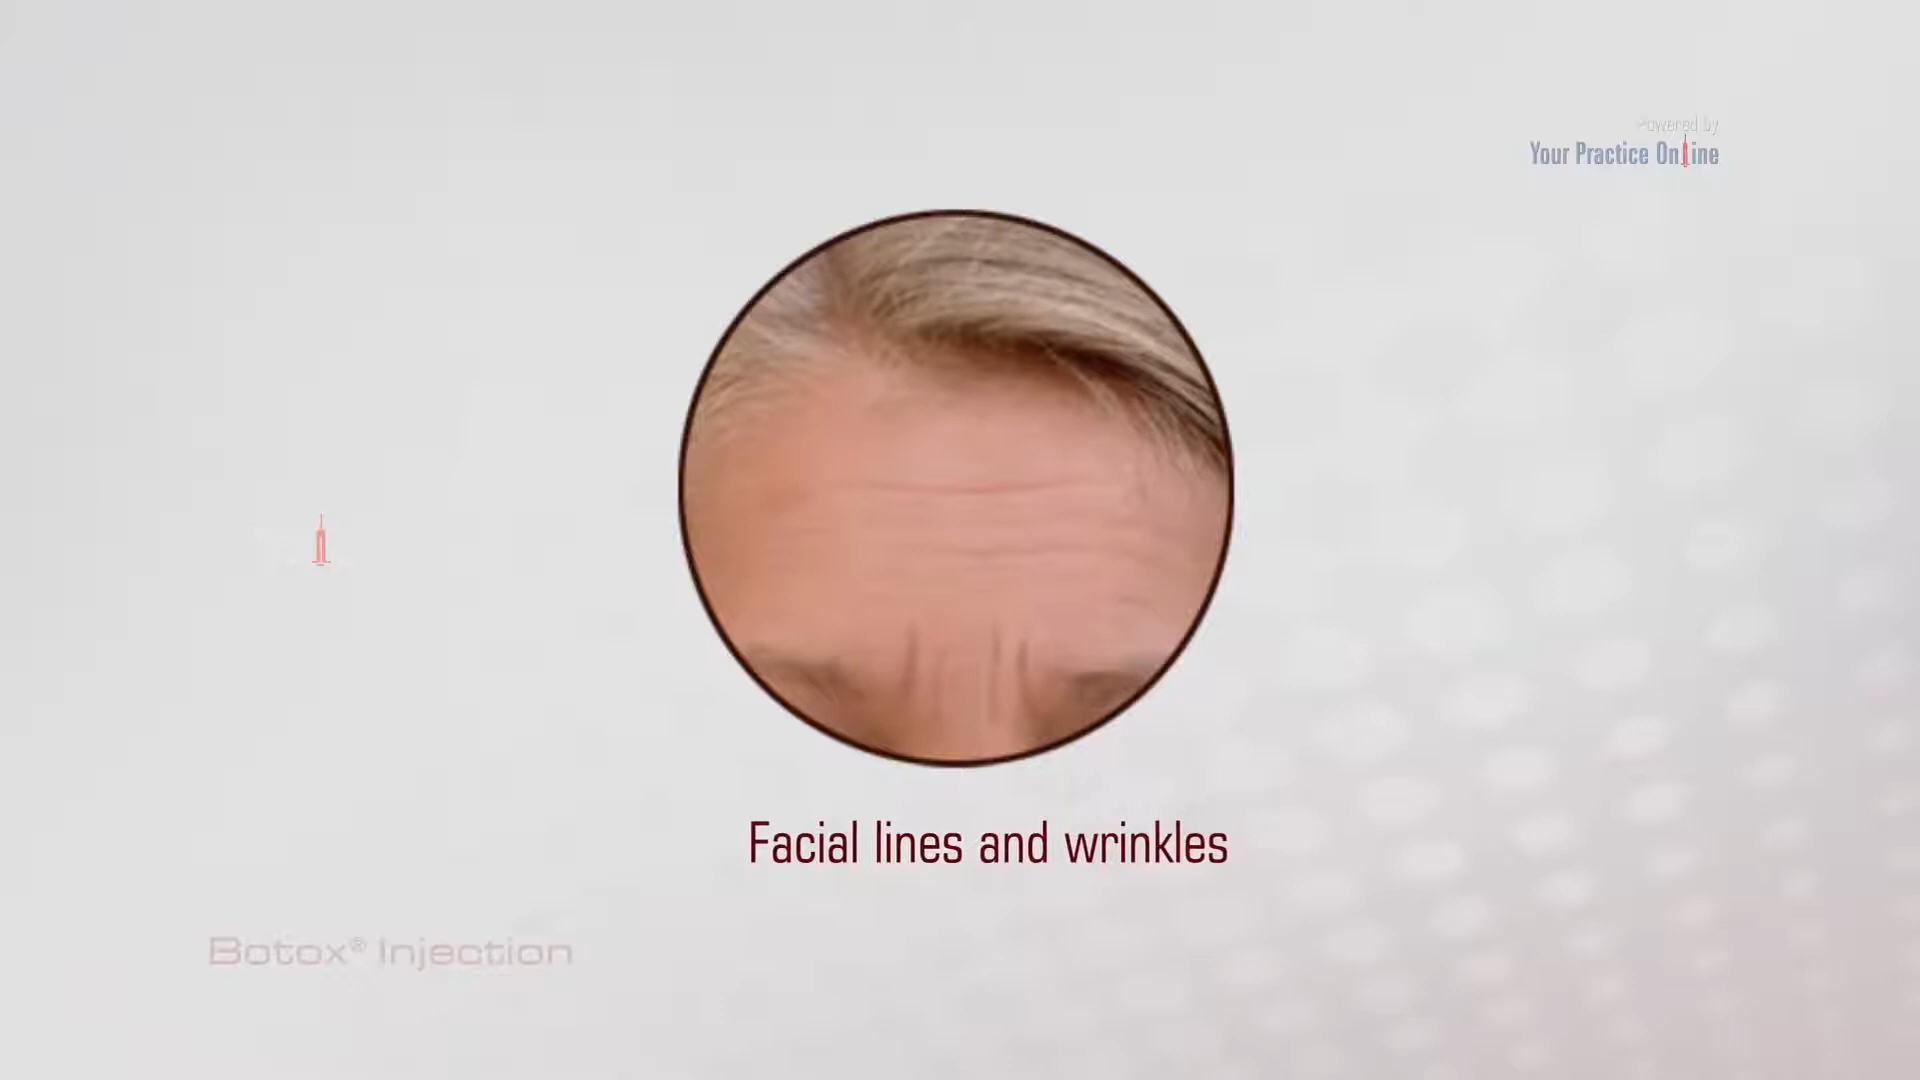 Powered by
Your Practice Online
Facial lines and wrinkles
Botox® Injection